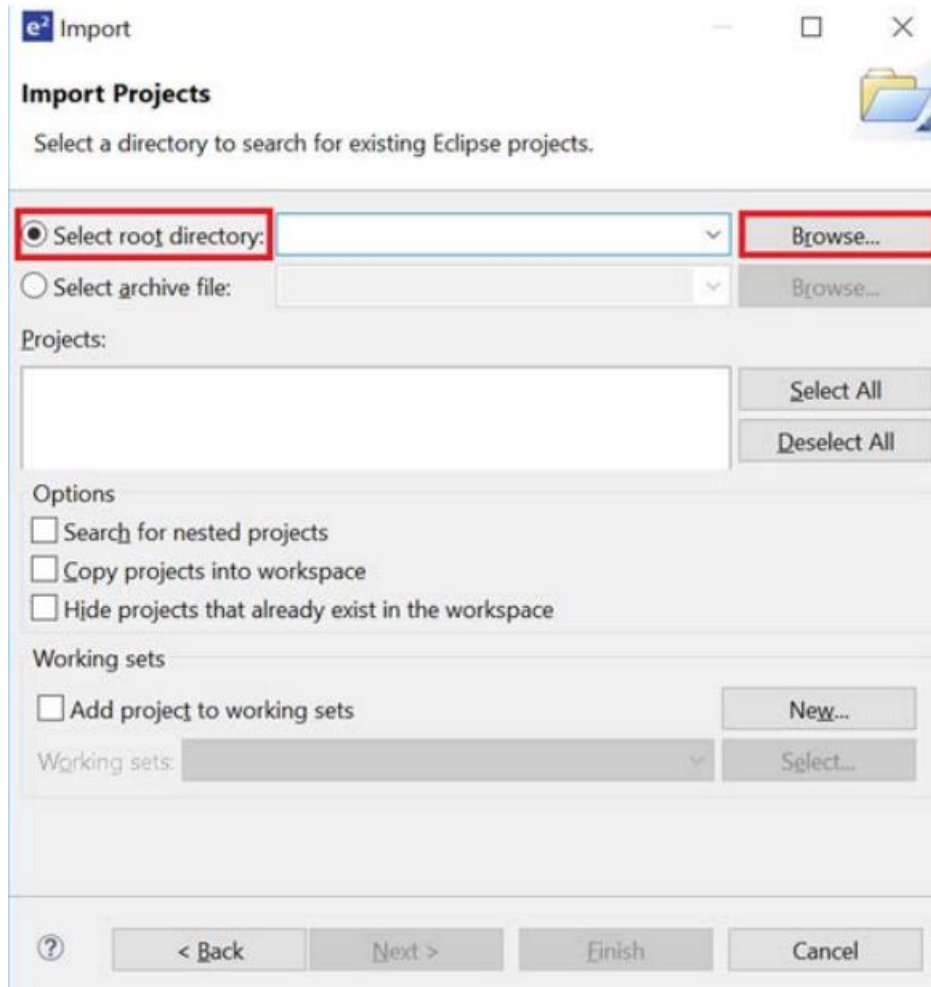 e² Import
Import Projects
Select a directory to search for existing Eclipse projects.
Select root directory: Browse...
Select archive file: Browse...
Projects:
Select All
Deselect All
Options
Search for nested projects
Copy projects into workspace
Hide projects that already exist in the workspace
Working sets
Add project to working sets New...
Working sets: Select...
? < Back Next > Finish Cancel